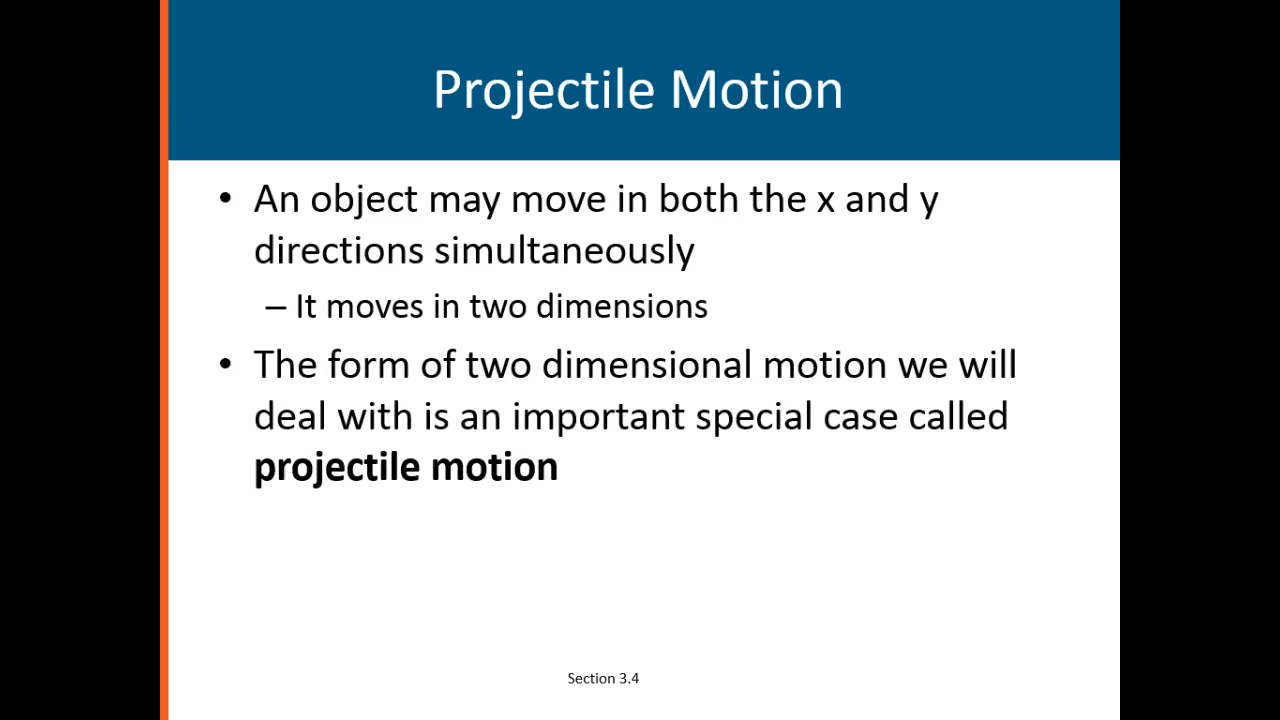 Projectile Motion
• An object may move in both the x and y
directions simultaneously
– It moves in two dimensions
• The form of two dimensional motion we will
deal with is an important special case called
projectile motion
Section 3.4